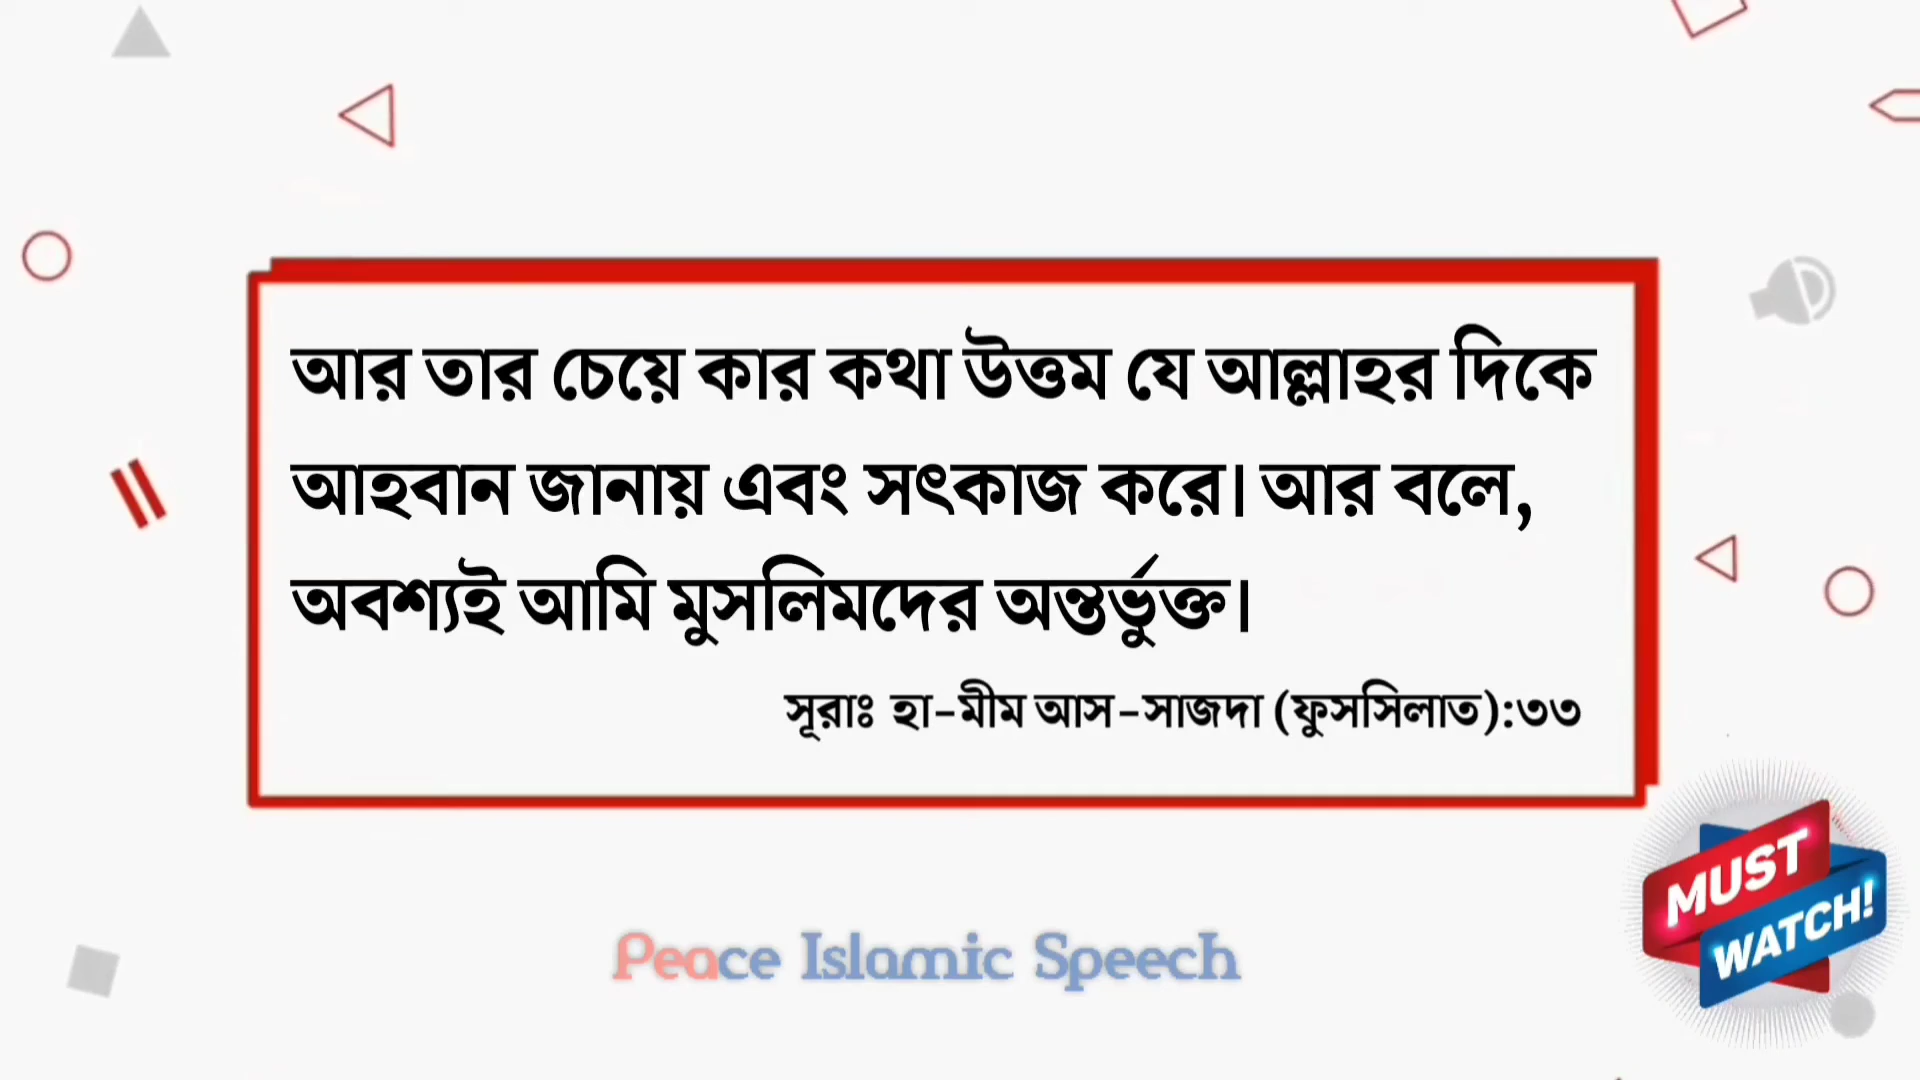 আর তার চেয়ে কার কথা উত্তম যে আল্লাহর দিকে
আহবান জানায় এবং সৎকাজ করে। আর বলে,
অবশ্যই আমি মুসলিমদের অন্তর্ভুক্ত।
সূরাঃ হা-মীম আস-সাজদা (ফুসসিলাত):৩৩
MUST
WATCH!
Peace Islamic Speech